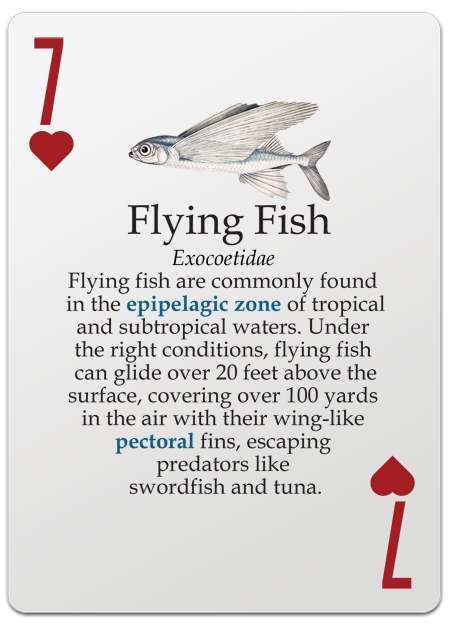 7
Flying Fish
Exocoetidae
Flying fish are commonly found
in the epipelagic zone of tropical
and subtropical waters. Under
the right conditions, flying fish
can glide over 20 feet above the
surface, covering over 100 yards
in the air with their wing-like
pectoral fins, escaping
predators like
swordfish and tuna.
7